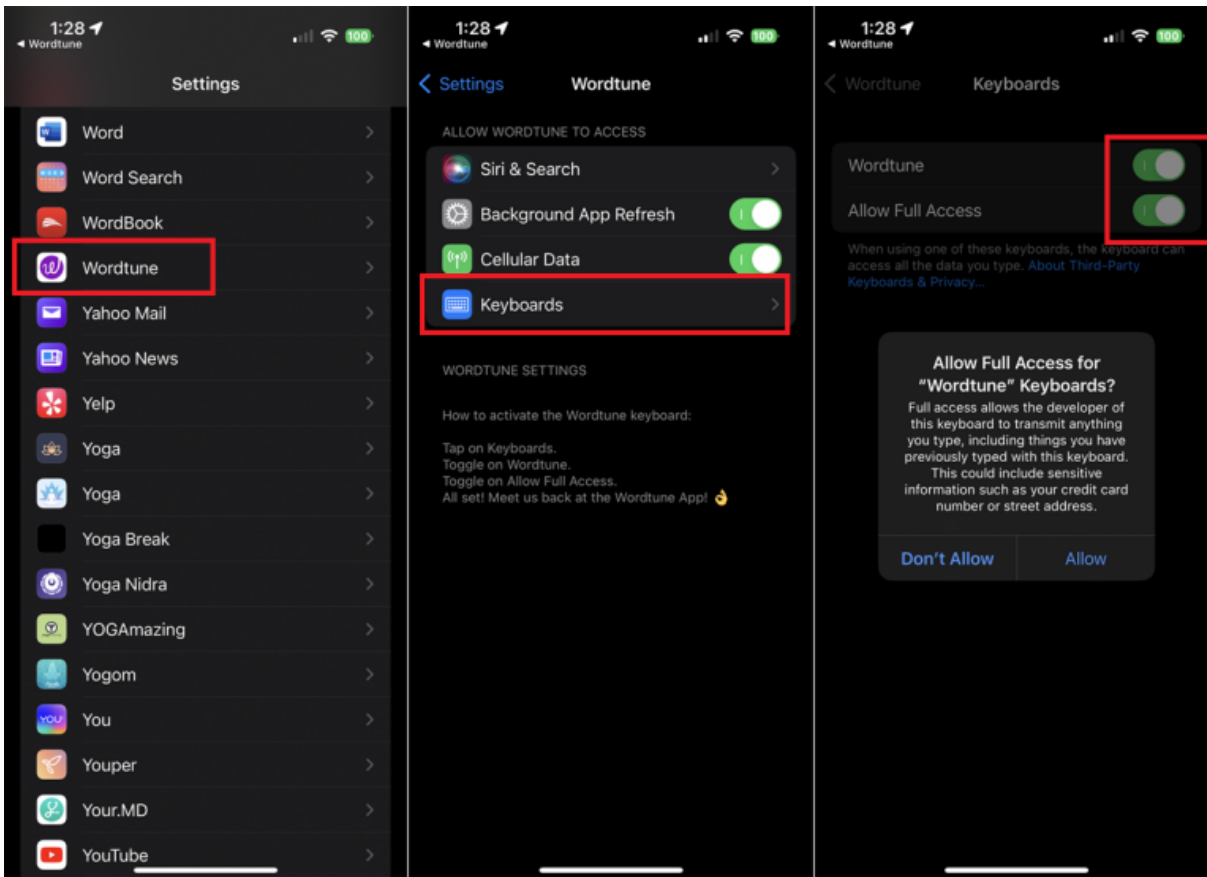 1:28
◀ Wordtune
100
Settings
Word
Word Search
WordBook
Wordtune
Yahoo Mail
Yahoo News
Yelp
Yoga
Yoga
Yoga Break
Yoga Nidra
YOGAmazing
Yogom
YOU
You
Youper
Your.MD
YouTube
1:28
◀ Wordtune
100
Settings
Wordtune
ALLOW WORDTUNE TO ACCESS
Siri & Search
Background App Refresh
Cellular Data
Keyboards
WORDTUNE SETTINGS
How to activate the Wordtune keyboard:
Tap on Keyboards.
Toggle on Wordtune.
Toggle on Allow Full Access.
All set! Meet us back at the Wordtune App! 👌
1:28
◀ Wordtune
100
Wordtune
Keyboards
Wordtune
Allow Full Access
When using one of these keyboards, the keyboard can
access all the data you type. About Third-Party
Keyboards & Privacy...
Allow Full Access for
“Wordtune” Keyboards?
Full access allows the developer of
this keyboard to transmit anything
you type, including things you have
previously typed with this keyboard.
This could include sensitive
information such as your credit card
number or street address.
Don’t Allow
Allow